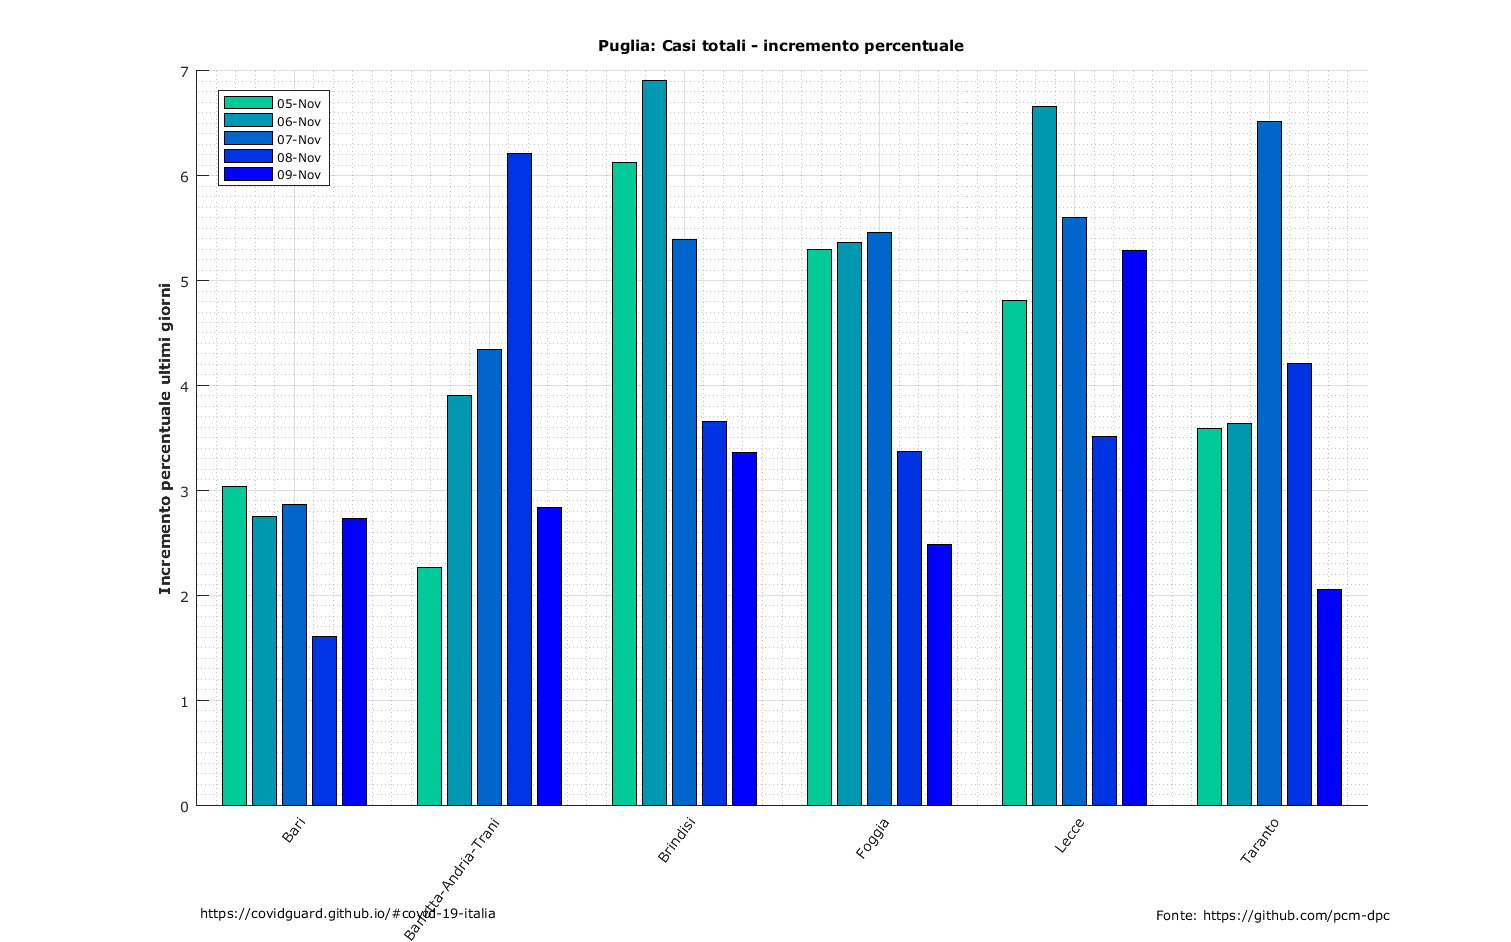 Puglia: Casi totali - incremento percentuale
05-Nov
06-Nov
07-Nov
08-Nov
09-Nov
Incremento percentuale ultimi giorni
7
6
5
4
3
2
1
0
Bari
Barletta-Andria-Trani
Brindisi
Foggia
Lecce
Taranto
https://covidguard.github.io/#covid-19-italia
Fonte: https://github.com/pcm-dpc